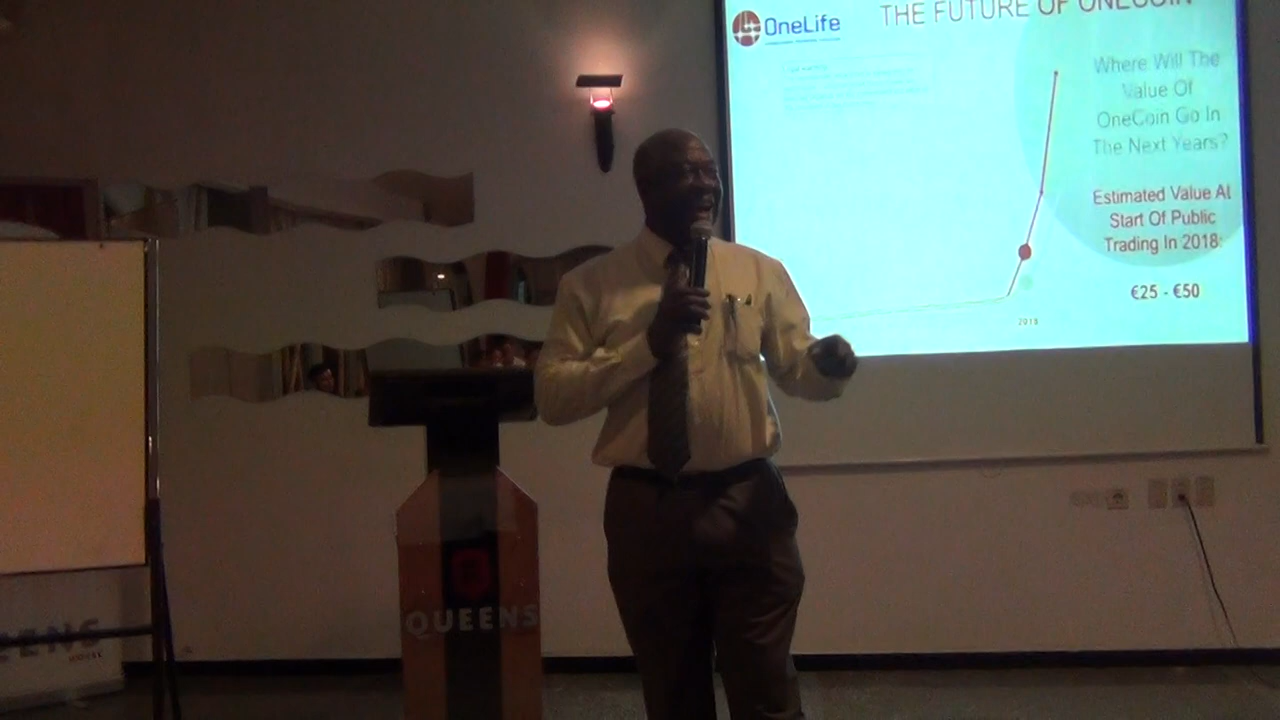 OneLife
THE FUTURE OF ONECOIN
Where Will The
Value Of
OneCoin Go In
The Next Years?
Estimated Value At
Start Of Public
Trading In 2018:
€25 - €50
2018
QUEENS